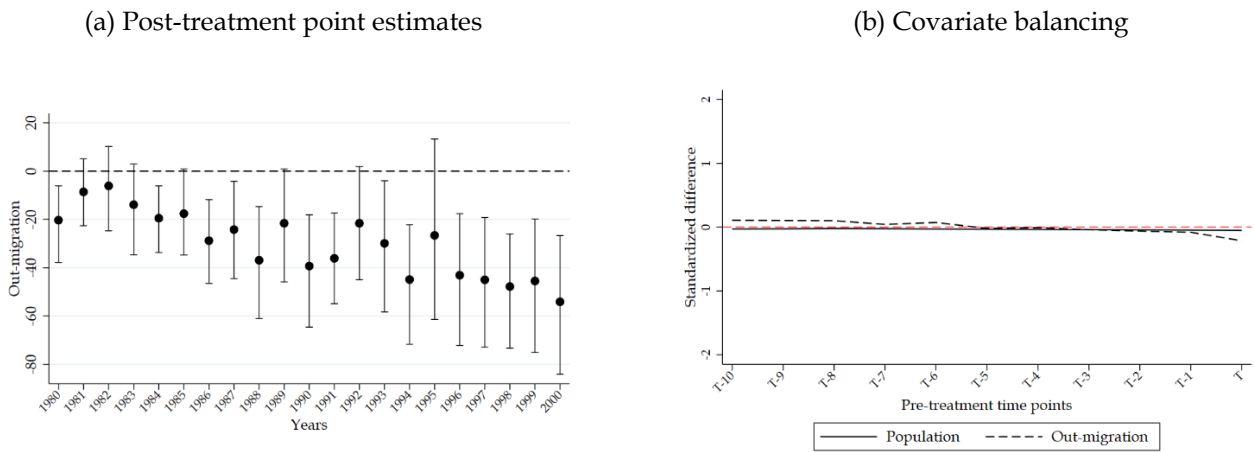 (a) Post-treatment point estimates
(b) Covariate balancing
Out-migration
20
0
-20
-40
-60
-80
1980
1981
1982
1983
1984
1985
1986
1987
1988
1989
1990
1991
1992
1993
1994
1995
1996
1997
1998
1999
2000
Years
Standardized difference
2
1
0
-1
-2
T-10
T-9
T-8
T-7
T-6
T-5
T-4
T-3
T-2
T-1
T
Pre-treatment time points
Population
Out-migration